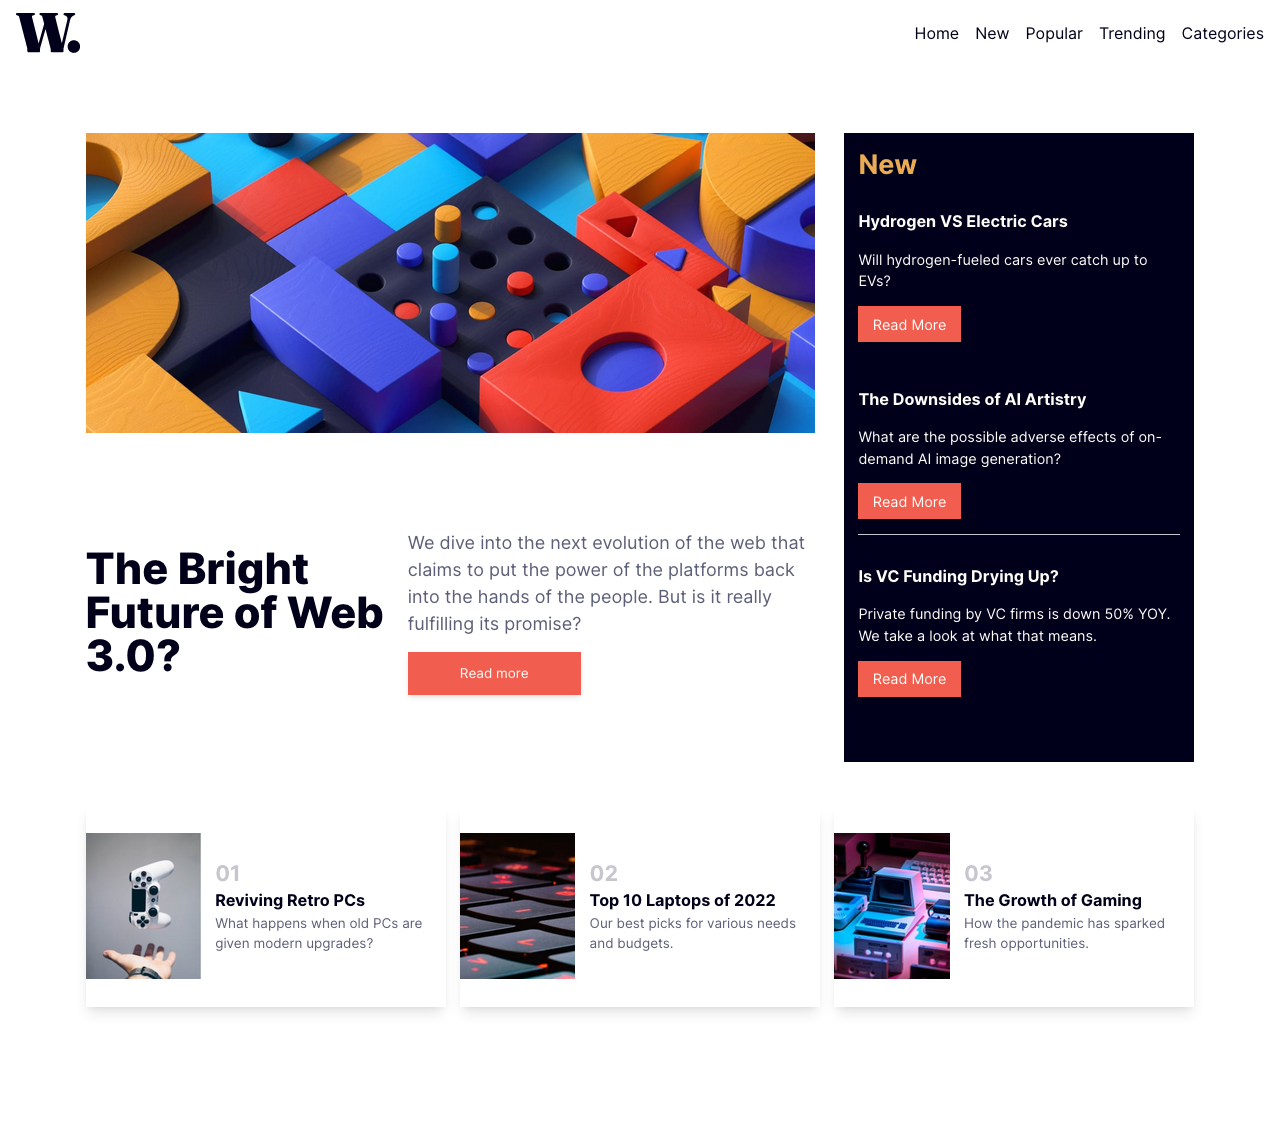 W.
Home New Popular Trending Categories
New
Hydrogen VS Electric Cars
Will hydrogen-fueled cars ever catch up to
EVs?
Read More
The Downsides of AI Artistry
What are the possible adverse effects of on-
demand AI image generation?
Read More
Is VC Funding Drying Up?
Private funding by VC firms is down 50% YOY.
We take a look at what that means.
Read More
The Bright
Future of Web
3.0?
We dive into the next evolution of the web that
claims to put the power of the platforms back
into the hands of the people. But is it really
fulfilling its promise?
Read more
01
Reviving Retro PCs
What happens when old PCs are
given modern upgrades?
02
Top 10 Laptops of 2022
Our best picks for various needs
and budgets.
03
The Growth of Gaming
How the pandemic has sparked
fresh opportunities.